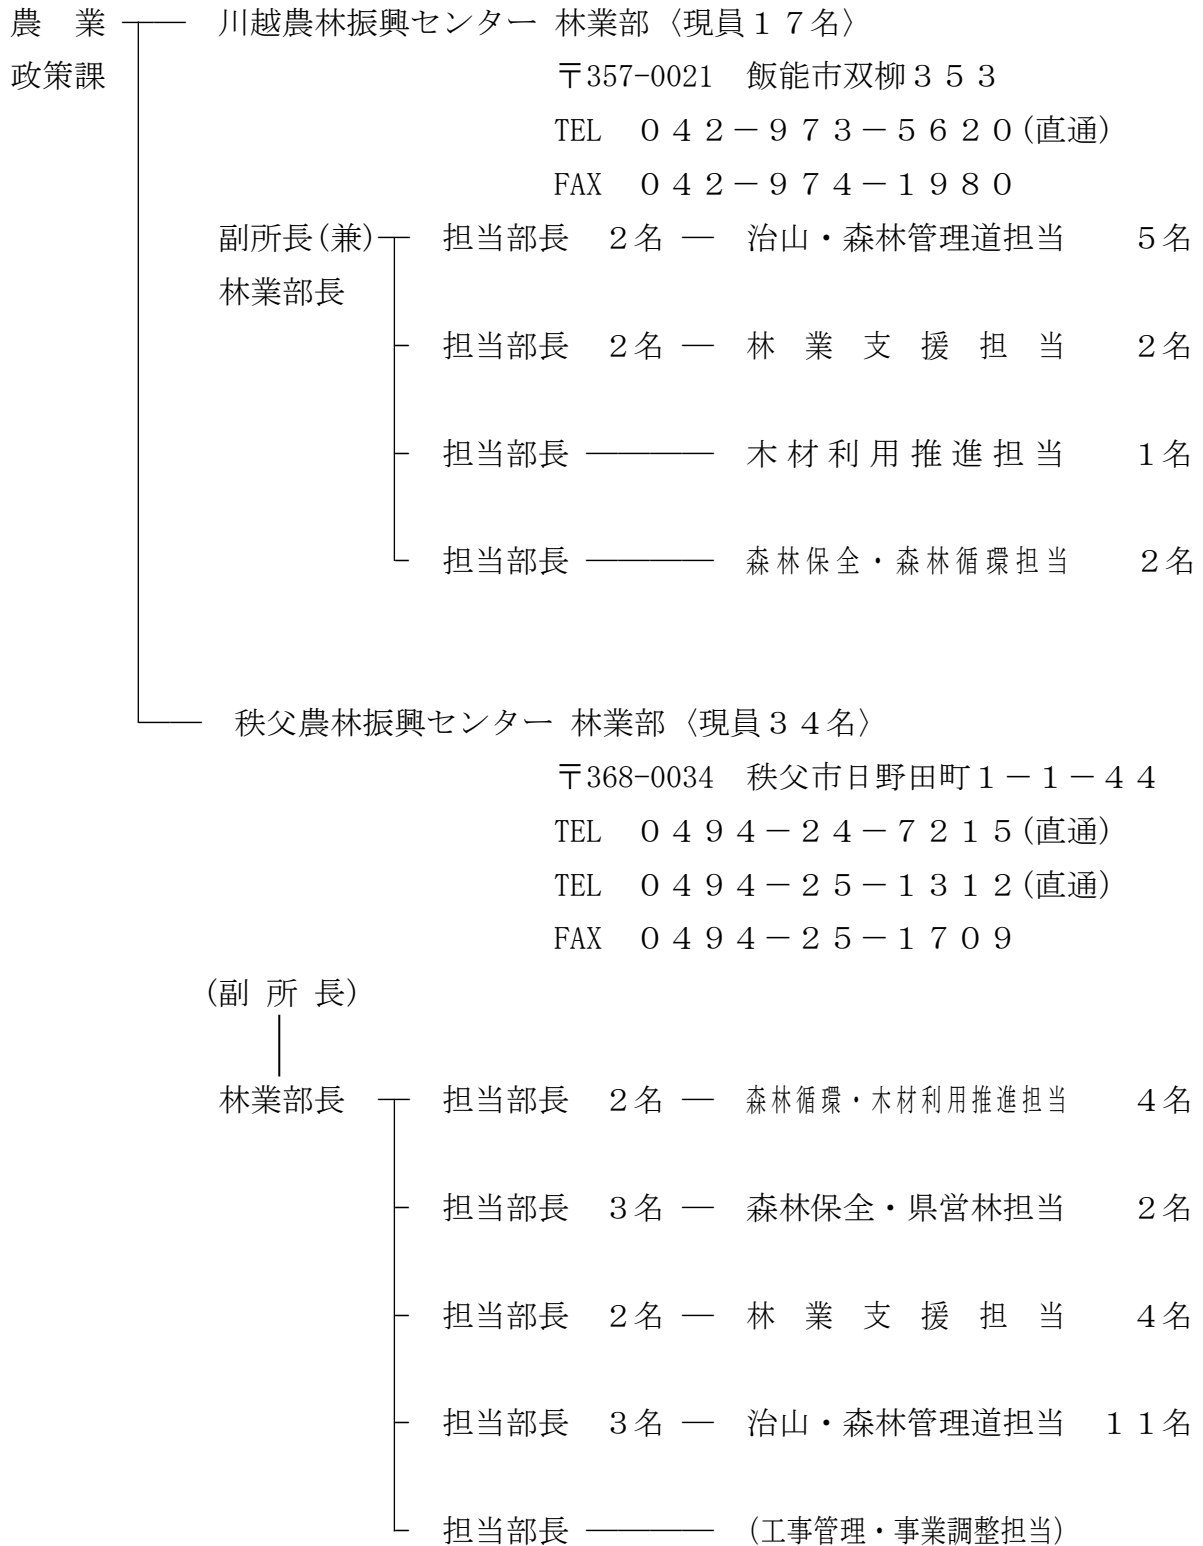 農　業　川越農林振興センター 林業部〈現員１７名〉
政策課　〒357-0021　飯能市双柳３５３
TEL　０４２－９７３－５６２０(直通)
FAX　０４２－９７４－１９８０
副所長(兼)　担当部長　２名 ― 治山・森林管理道担当　５名
林業部長
担当部長　２名 ― 林　業　支　援　担　当　２名
担当部長 ―――― 木 材 利 用 推 進 担 当　１名
担当部長 ―――― 森林保全・森林循環担当　２名
秩父農林振興センター 林業部〈現員３４名〉
〒368-0034　秩父市日野田町１－１－４４
TEL　０４９４－２４－７２１５(直通)
TEL　０４９４－２５－１３１２(直通)
FAX　０４９４－２５－１７０９
(副 所 長)
林業部長　担当部長　２名 ― 森林循環・木材利用推進担当　４名
担当部長　３名 ― 森林保全・県営林担当　２名
担当部長　２名 ― 林　業　支　援　担　当　４名
担当部長　３名 ― 治山・森林管理道担当　１１名
担当部長 ―――― (工事管理・事業調整担当)